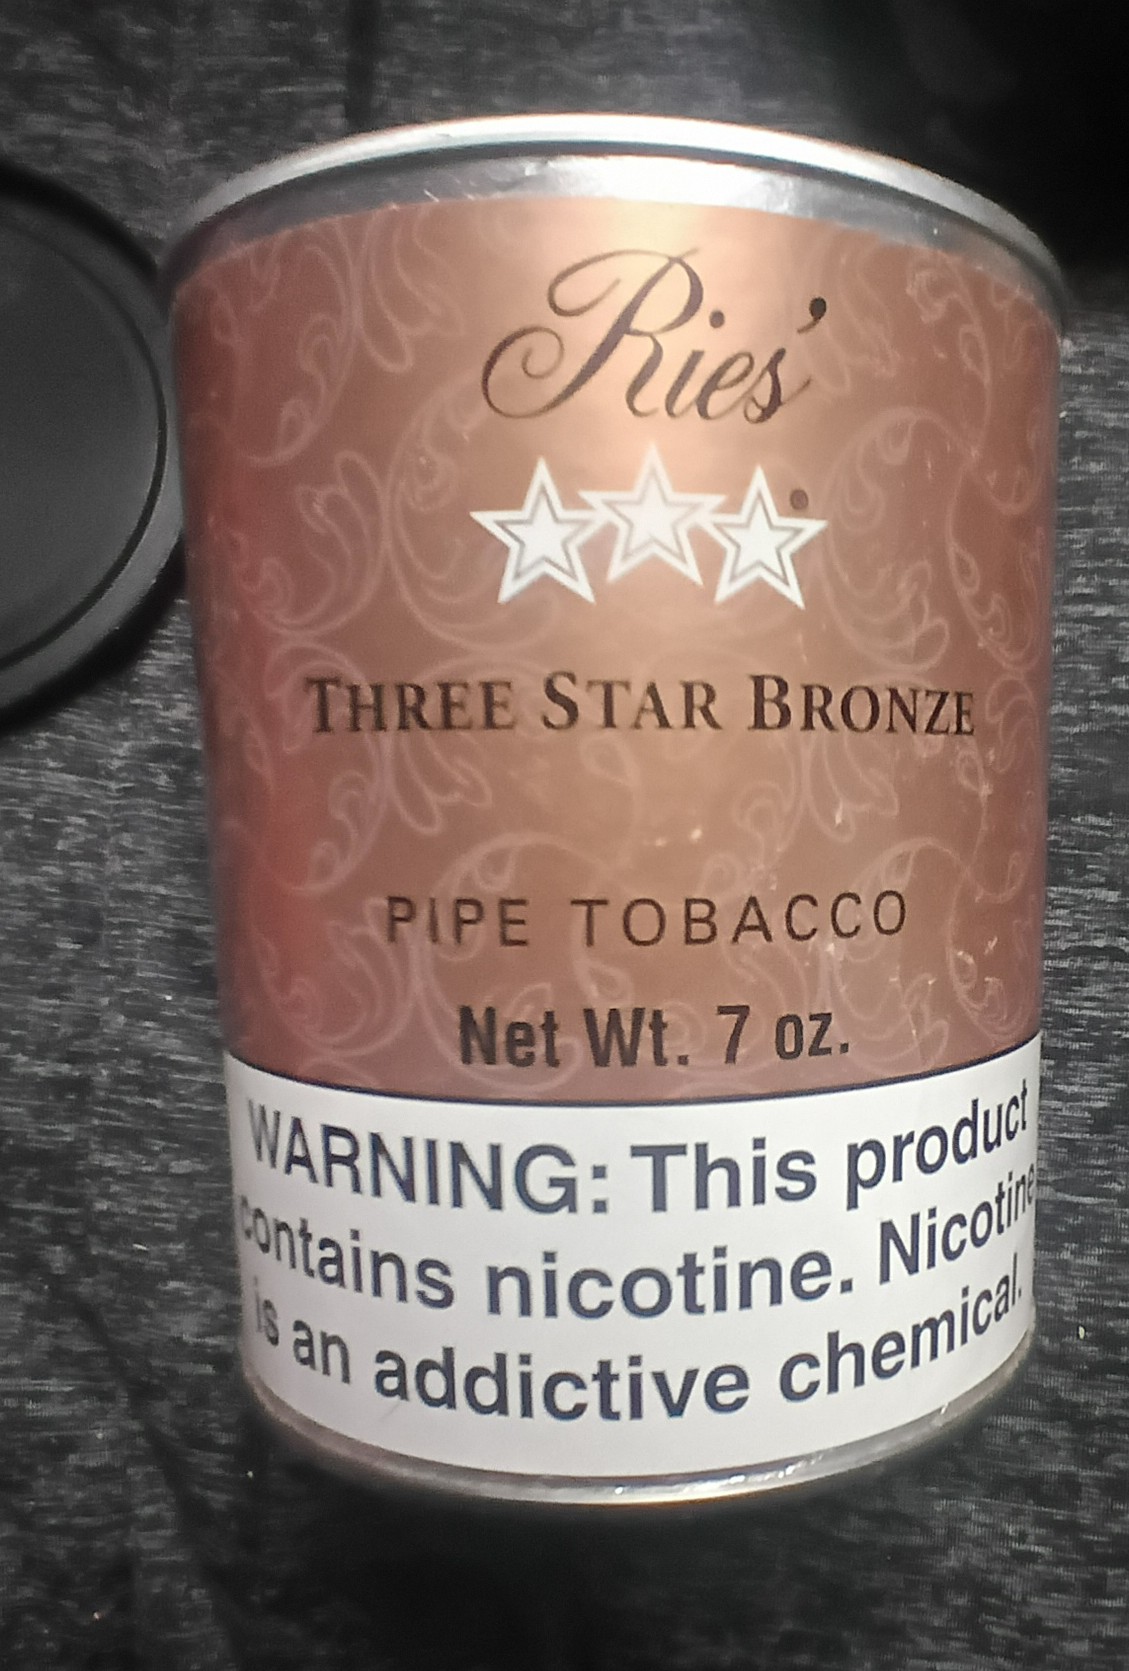 Ries'
THREE STAR BRONZE
PIPE TOBACCO
Net Wt. 7 oz.
WARNING: This product
contains nicotine. Nicotine
is an addictive chemical.